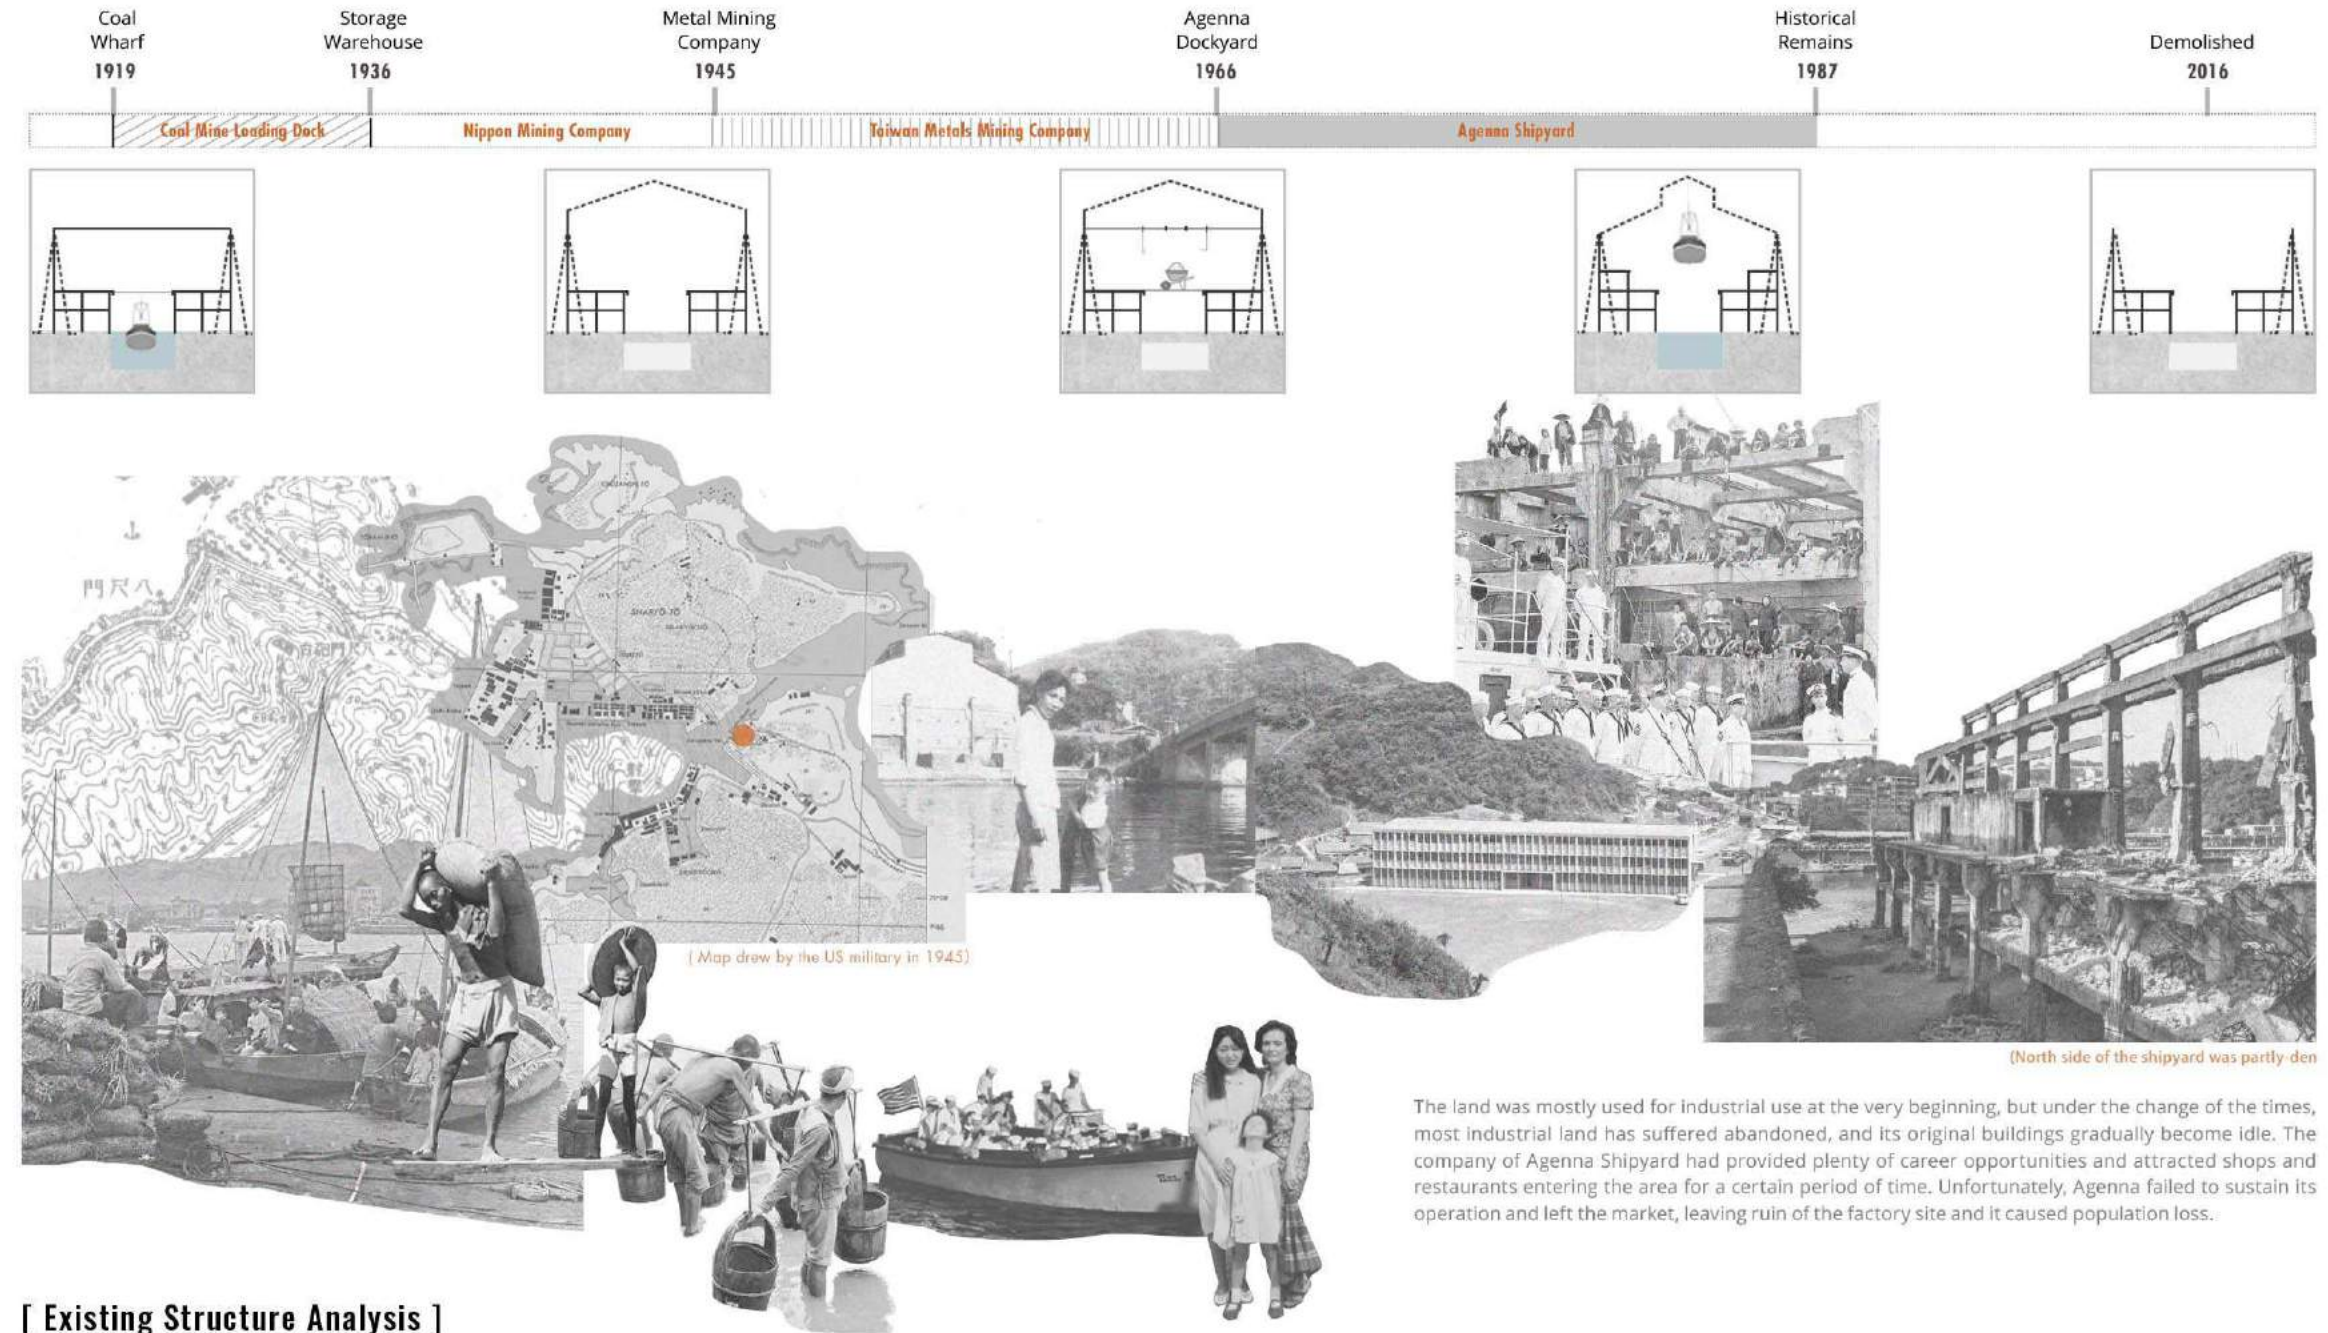 Coal
Wharf
1919
Storage
Warehouse
1936
Metal Mining
Company
1945
Agenna
Dockyard
1966
Historical
Remains
1987
Demolished
2016
Coal Mine Loading Dock
Nippon Mining Company
Taiwan Metals Mining Company
Agenna Shipyard
門尺八
SHARYŌ-TŌ
( Map drew by the US military in 1945)
(North side of the shipyard was partly-den
The land was mostly used for industrial use at the very beginning, but under the change of the times,
most industrial land has suffered abandoned, and its original buildings gradually become idle. The
company of Agenna Shipyard had provided plenty of career opportunities and attracted shops and
restaurants entering the area for a certain period of time. Unfortunately, Agenna failed to sustain its
operation and left the market, leaving ruin of the factory site and it caused population loss.
[ Existing Structure Analysis ]